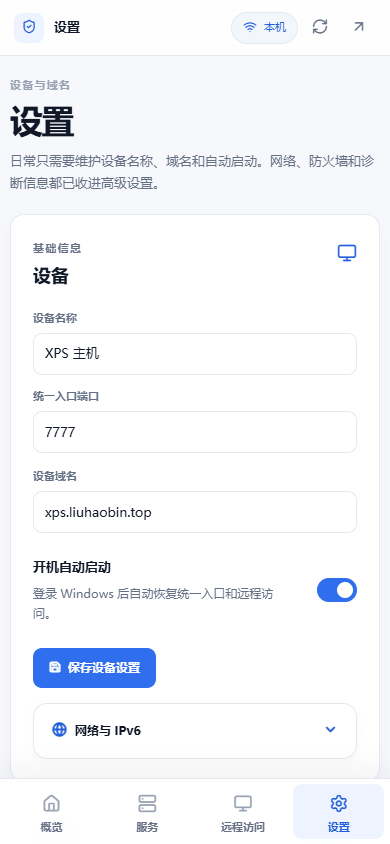 设置
本机
设备与域名
设置
日常只需要维护设备名称、域名和自动启动。网络、防火墙和诊
断信息都已收进高级设置。
基础信息
设备
设备名称
XPS 主机
统一入口端口
7777
设备域名
xps.liuhaobin.top
开机自动启动
登录 Windows 后自动恢复统一入口和远程访
问。
保存设备设置
网络与 IPv6
概览
服务
远程访问
设置